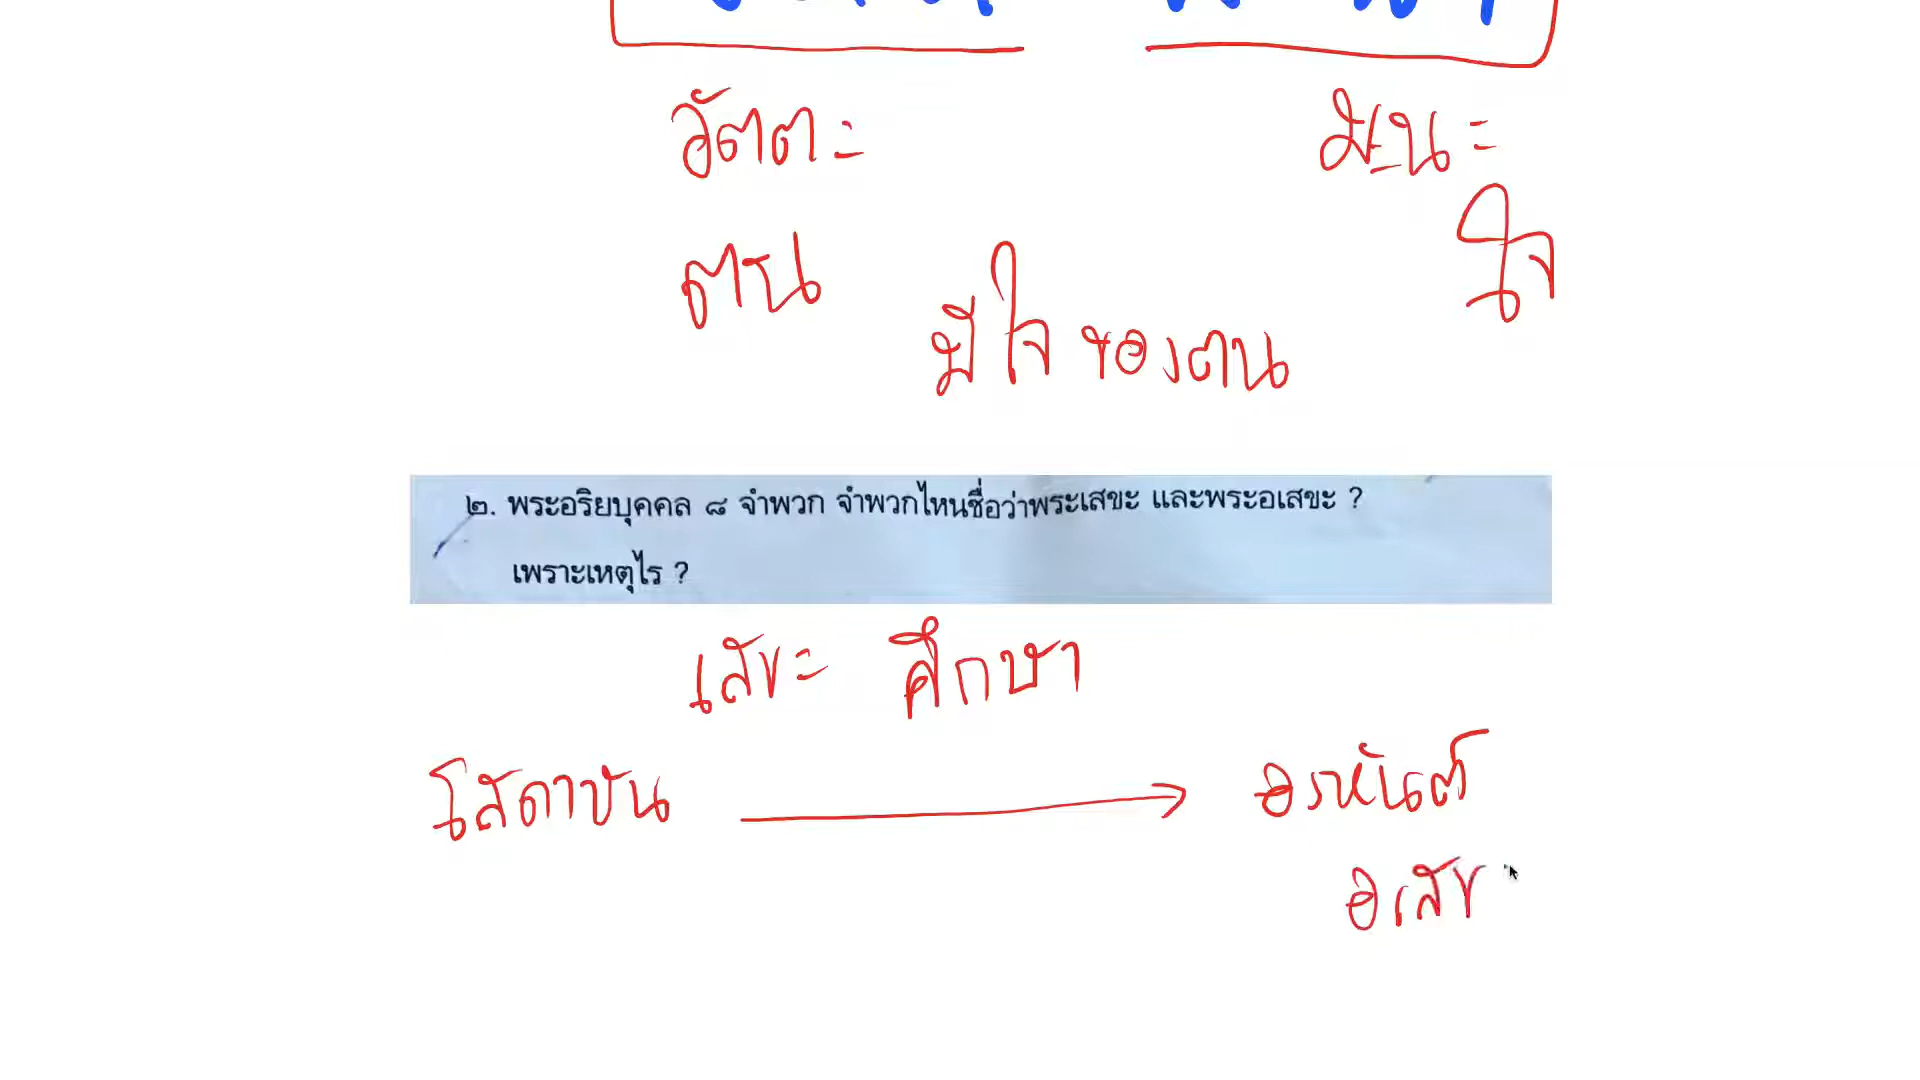 อัตตะ มะนะ
ตน ใจ
มีใจของตน
๒. พระอริยบุคคล ๘ จำพวก จำพวกไหนชื่อว่าพระเสขะ และพระอเสขะ ?
เพราะเหตุไร ?
เสขะ ศึกษา
โสดาบัน อรหันต์
อเสข